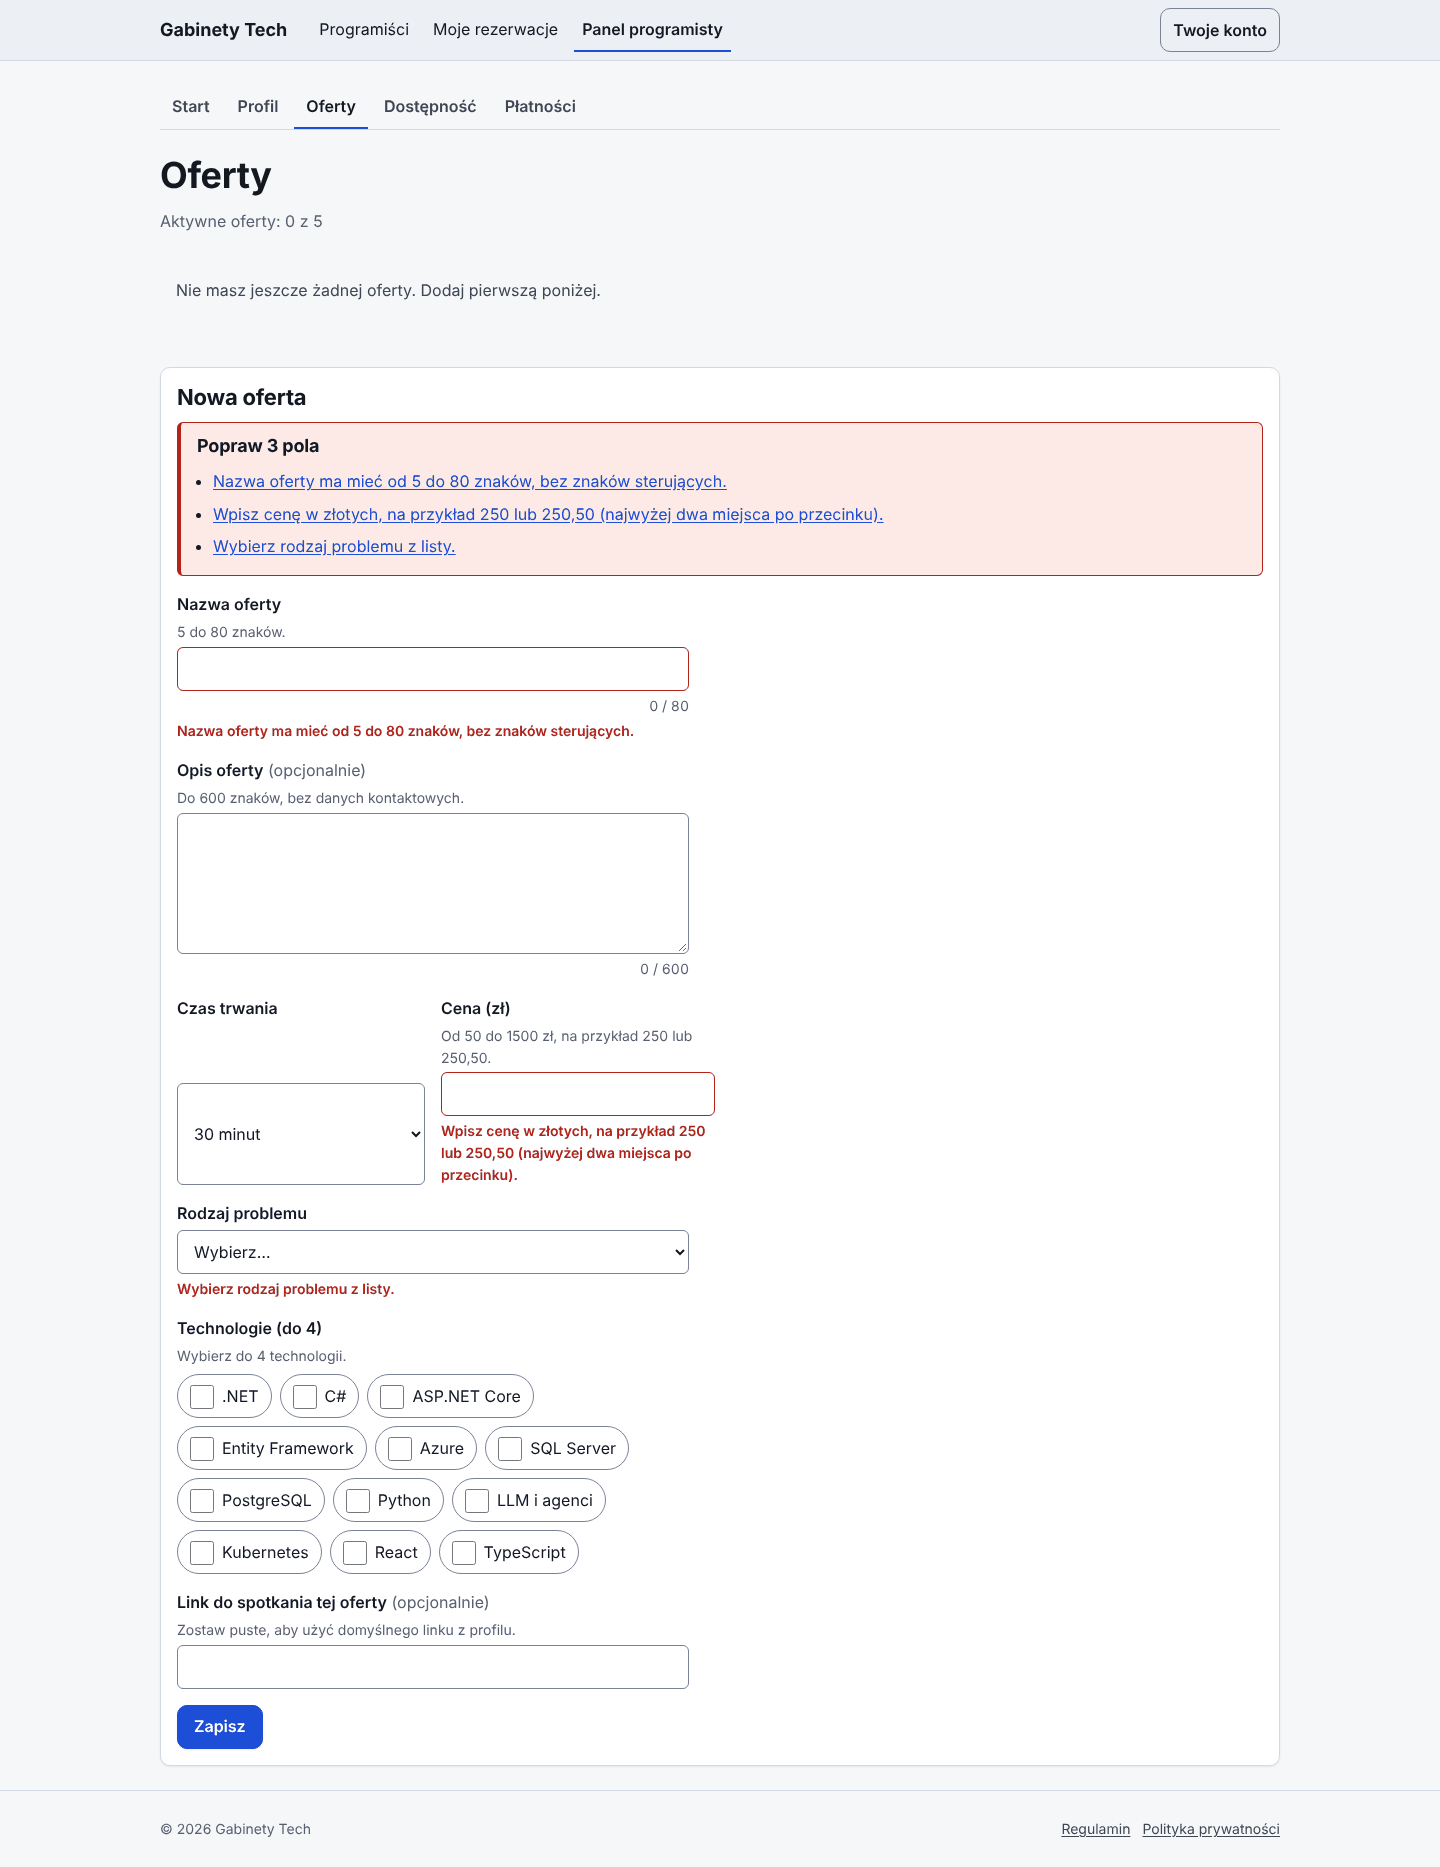 Gabinety Tech Programiści Moje rezerwacje Panel programisty Twoje konto
Start Profil Oferty Dostępność Płatności
Oferty
Aktywne oferty: 0 z 5
Nie masz jeszcze żadnej oferty. Dodaj pierwszą poniżej.
Nowa oferta
Popraw 3 pola
Nazwa oferty ma mieć od 5 do 80 znaków, bez znaków sterujących.
Wpisz cenę w złotych, na przykład 250 lub 250,50 (najwyżej dwa miejsca po przecinku).
Wybierz rodzaj problemu z listy.
Nazwa oferty
5 do 80 znaków.
0 / 80
Nazwa oferty ma mieć od 5 do 80 znaków, bez znaków sterujących.
Opis oferty (opcjonalnie)
Do 600 znaków, bez danych kontaktowych.
0 / 600
Czas trwania
30 minut
Cena (zł)
Od 50 do 1500 zł, na przykład 250 lub
250,50.
Wpisz cenę w złotych, na przykład 250
lub 250,50 (najwyżej dwa miejsca po
przecinku).
Rodzaj problemu
Wybierz...
Wybierz rodzaj problemu z listy.
Technologie (do 4)
Wybierz do 4 technologii.
.NET C# ASP.NET Core
Entity Framework Azure SQL Server
PostgreSQL Python LLM i agenci
Kubernetes React TypeScript
Link do spotkania tej oferty (opcjonalnie)
Zostaw puste, aby użyć domyślnego linku z profilu.
Zapisz
© 2026 Gabinety Tech Regulamin Polityka prywatności